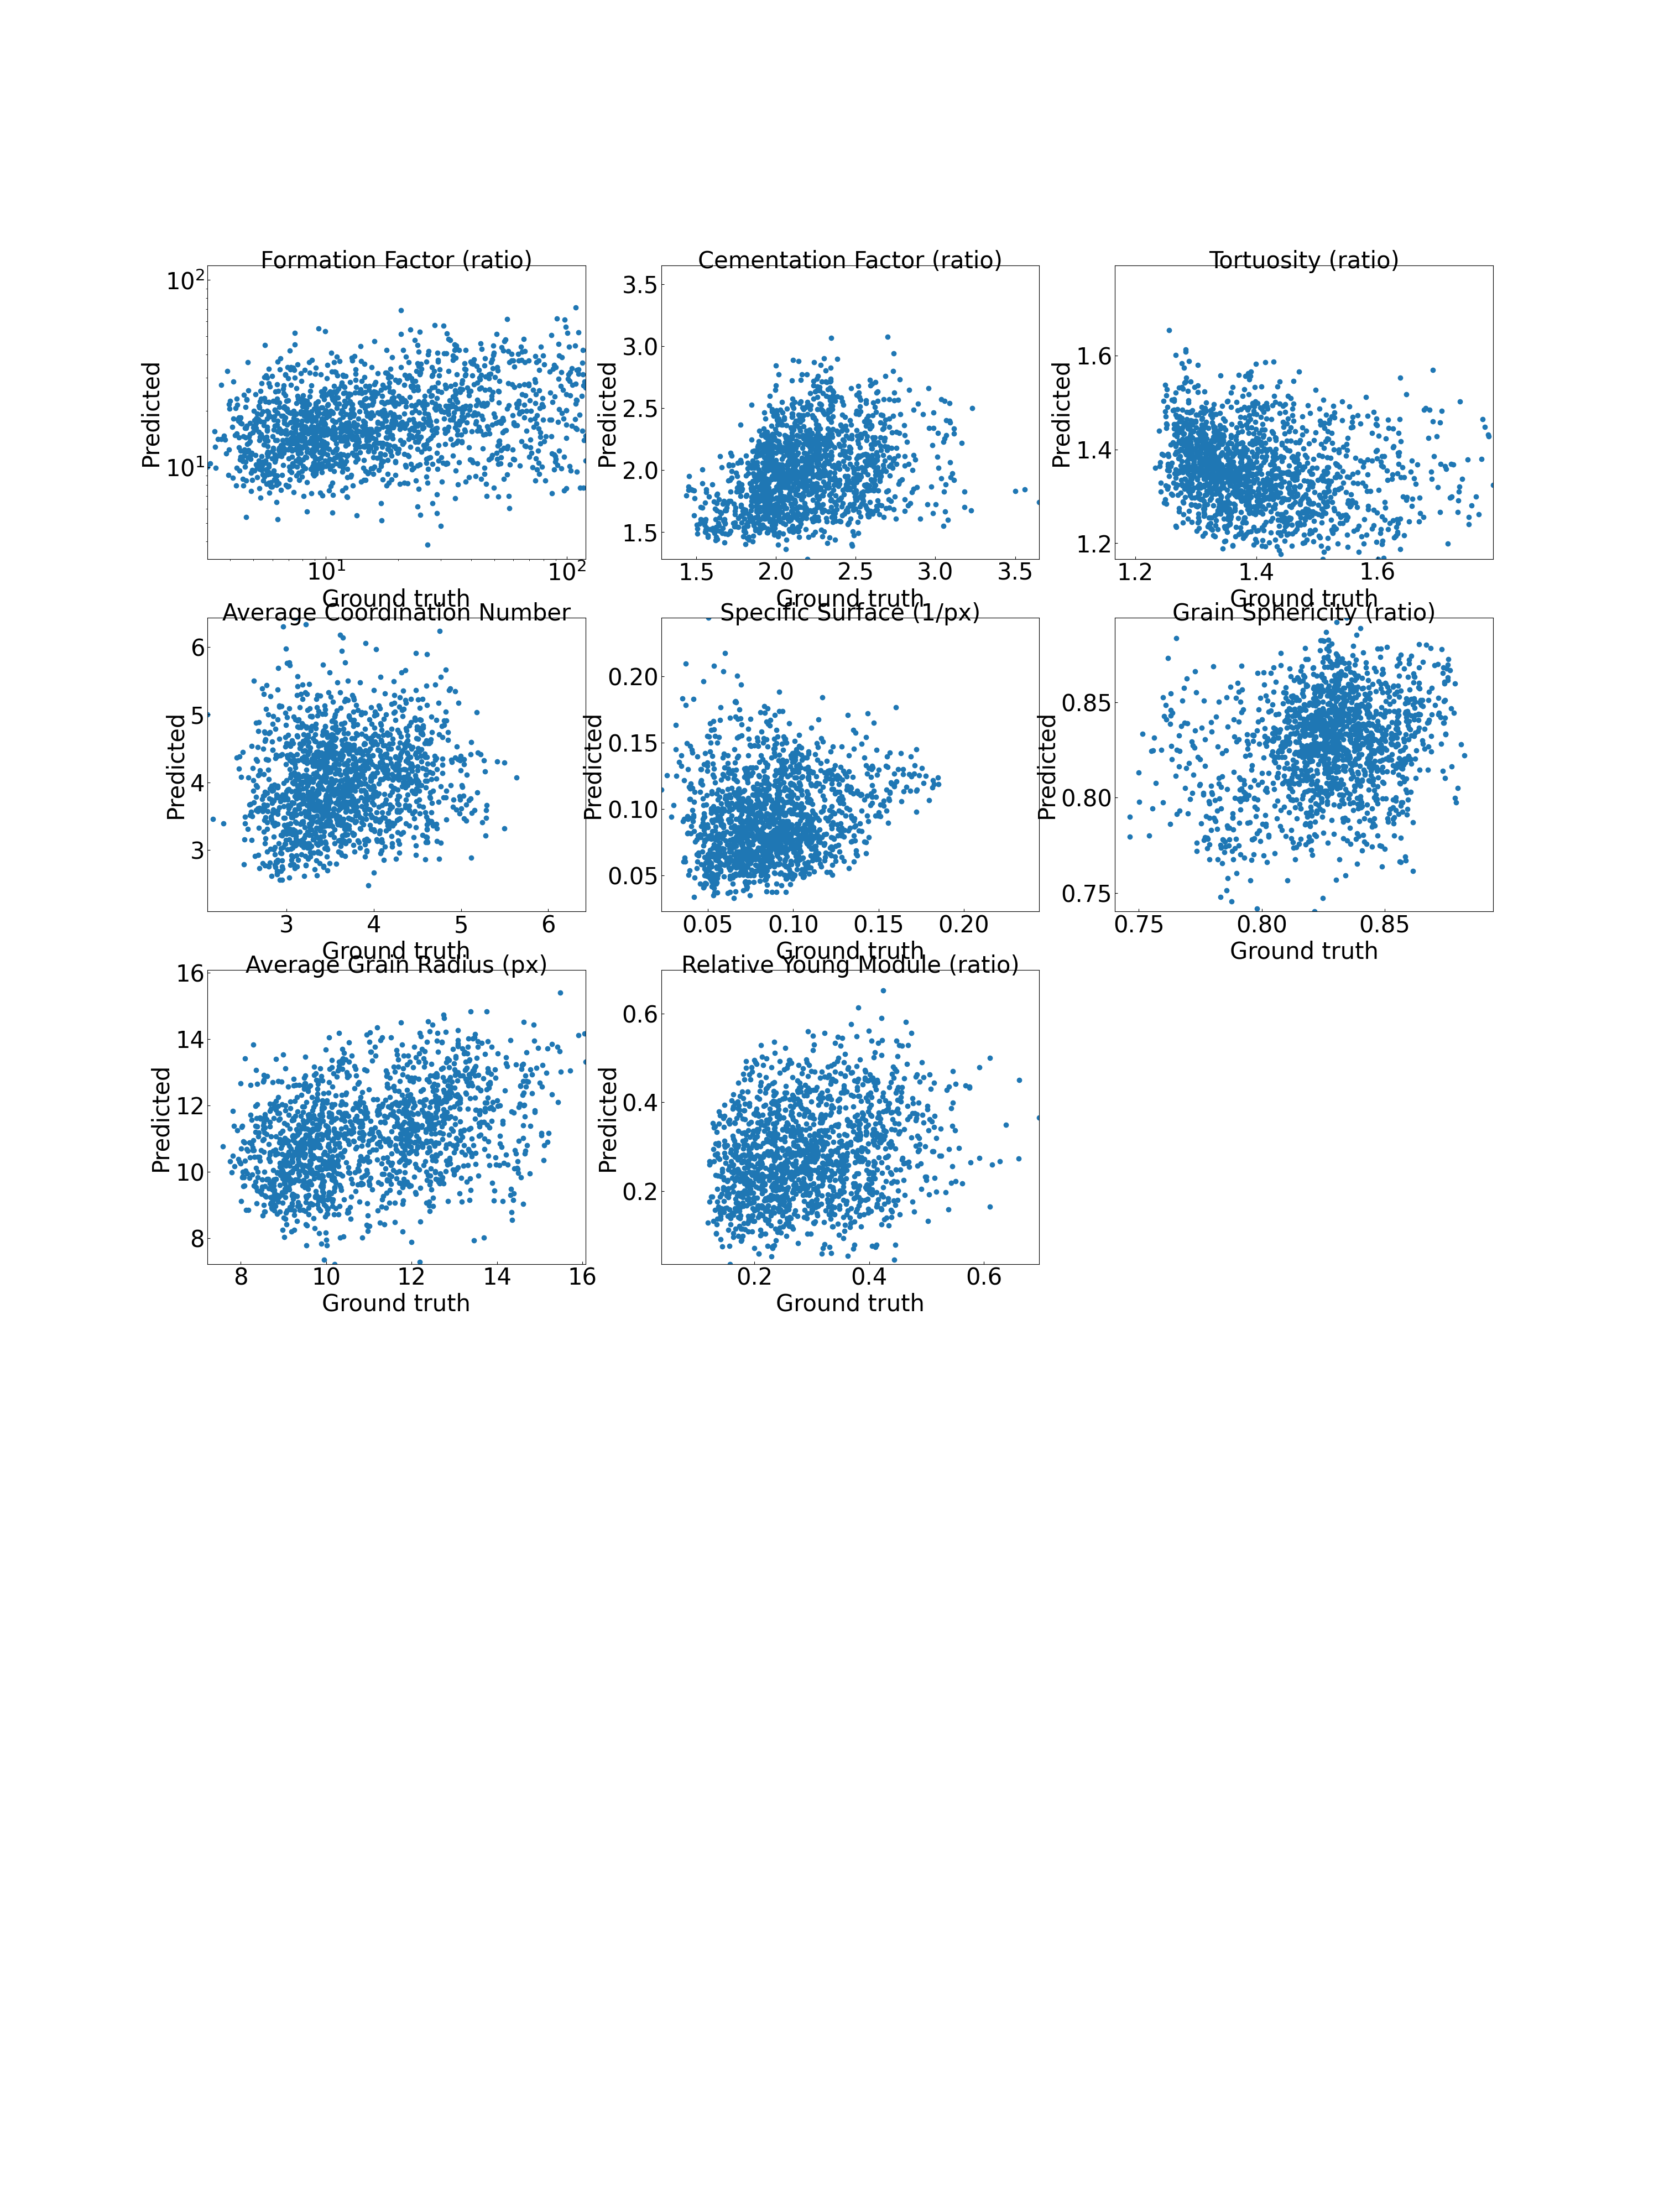 Formation Factor (ratio)
Predicted
10²
10¹
10¹ 10²
Ground truth
Cementation Factor (ratio)
Predicted
3.5
3.0
2.5
2.0
1.5
1.5 2.0 2.5 3.0 3.5
Ground truth
Tortuosity (ratio)
Predicted
1.6
1.4
1.2
1.2 1.4 1.6
Ground truth
Average Coordination Number
Predicted
6
5
4
3
3 4 5 6
Ground truth
Specific Surface (1/px)
Predicted
0.20
0.15
0.10
0.05
0.05 0.10 0.15 0.20
Ground truth
Grain Sphericity (ratio)
Predicted
0.85
0.80
0.75
0.75 0.80 0.85
Ground truth
Average Grain Radius (px)
Predicted
16
14
12
10
8
8 10 12 14 16
Ground truth
Relative Young Module (ratio)
Predicted
0.6
0.4
0.2
0.2 0.4 0.6
Ground truth